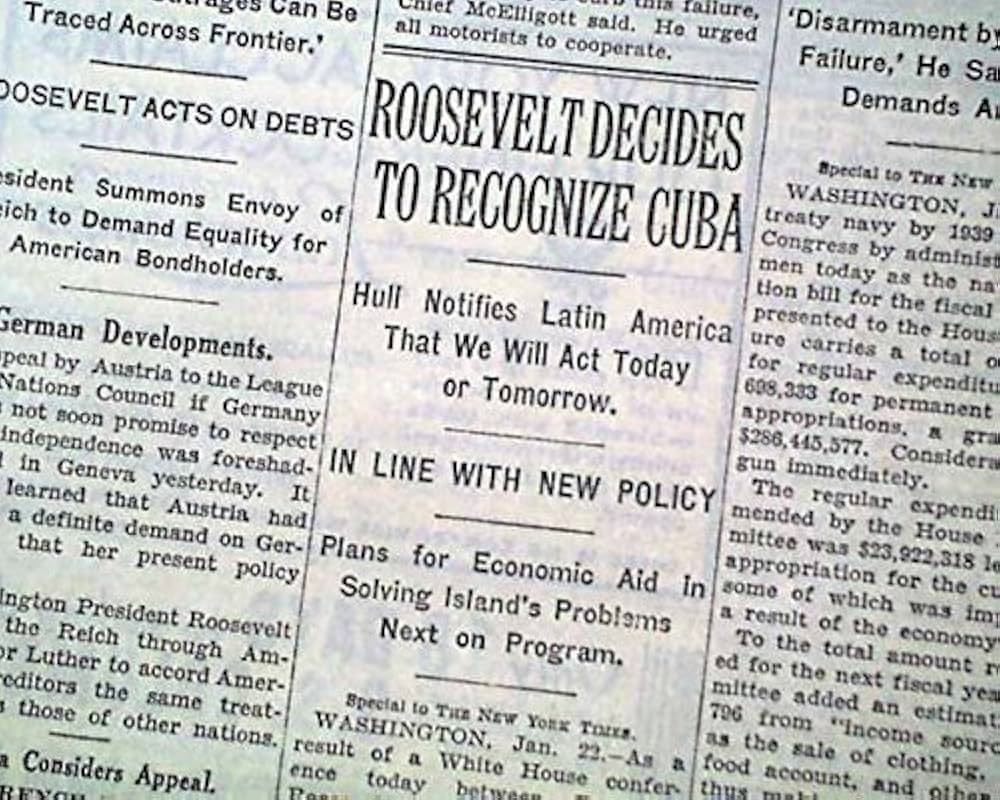 Can Be
Traced Across Frontier.'
ROOSEVELT ACTS ON DEBTS
Summons Envoy of
to Demand Equality for
American Bondholders.
German Developments.
by Austria to the League
Nations Council if Germany
not soon promise to respect
independence was foreshad-
in Geneva yesterday. It
learned that Austria had
a definite demand on Ger-
that her present policy
President Roosevelt
the Reich through Am-
Luther to accord Amer-
the same treat-
those of other nations.
Considers Appeal.
this failure,
Chief McElligott said. He urged
all motorists to cooperate.
ROOSEVELT DECIDES
TO RECOGNIZE CUBA
Hull Notifies Latin America
That We Will Act Today
or Tomorrow.
IN LINE WITH NEW POLICY
Plans for Economic Aid in
Solving Island's Problems
Next on Program.
Special to THE NEW YORK TIMES.
WASHINGTON, Jan. 22.—As a
result of a White House confer-
ence today between
'Disarmament by
Failure,' He
Demands
Special to THE NEW
WASHINGTON,
treaty navy by 1939
Congress by
men today as the
tion bill for the fiscal
presented to the
ure carries a total
for regular
698,333 for permanent
appropriations, a
$286,445,577.
gun immediately.
The regular
mended by the House
mittee was $23,922,318
appropriation for the
some of which was
a result of the economy
To the total amount
ed for the next fiscal
mittee added an
796 from "income
as the sale of clothing,
food account, and
thus